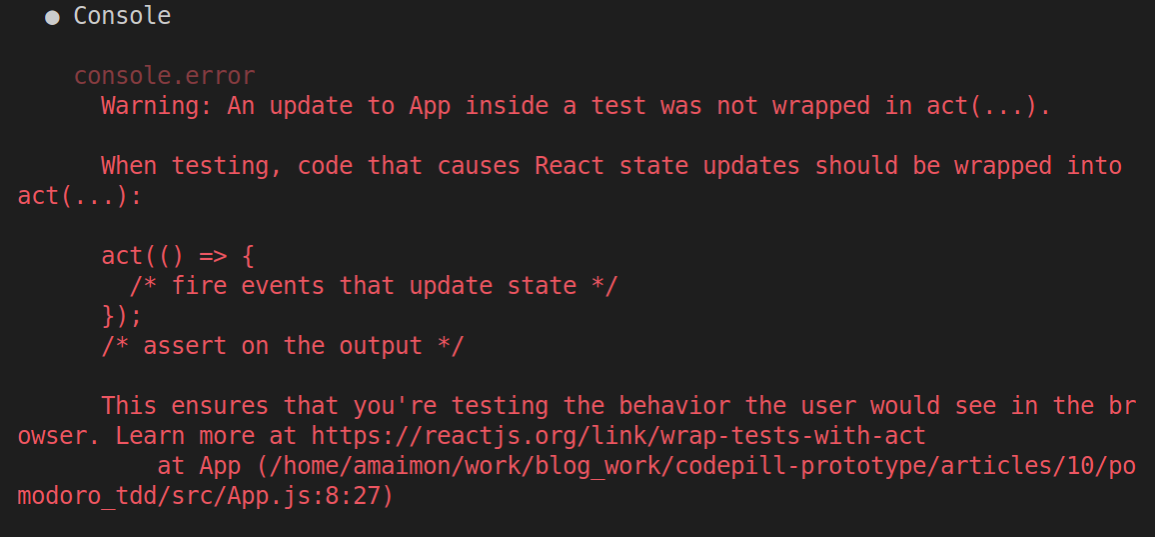 ● Console
console.error
Warning: An update to App inside a test was not wrapped in act(...).
When testing, code that causes React state updates should be wrapped into
act(...):
act(() => {
/* fire events that update state */
});
/* assert on the output */
This ensures that you're testing the behavior the user would see in the br
owser. Learn more at https://reactjs.org/link/wrap-tests-with-act
at App (/home/amaimon/work/blog_work/codepill-prototype/articles/10/po
modoro_tdd/src/App.js:8:27)